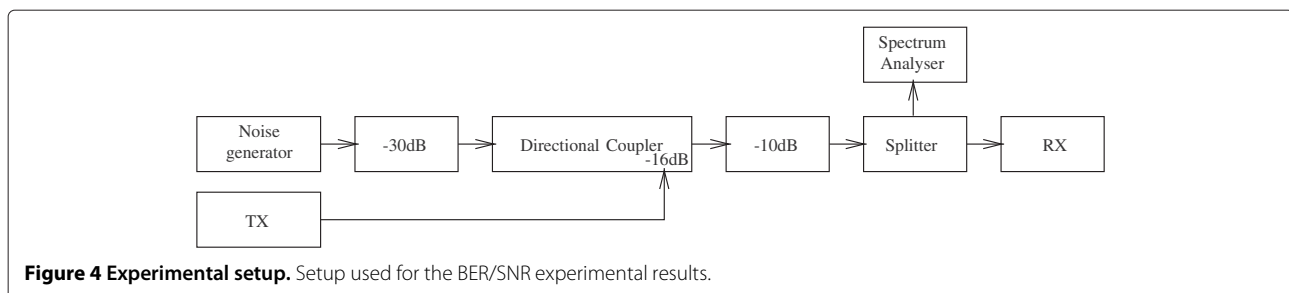 Spectrum
Analyser
Noise
generator
-30dB
Directional Coupler
-16dB
-10dB
Splitter
RX
TX
Figure 4 Experimental setup. Setup used for the BER/SNR experimental results.